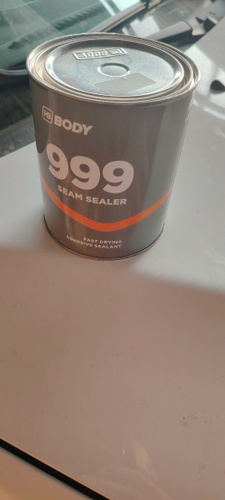 HB BODY
999
SEAM SEALER
FAST DRYING
ADHESIVE SEALANT